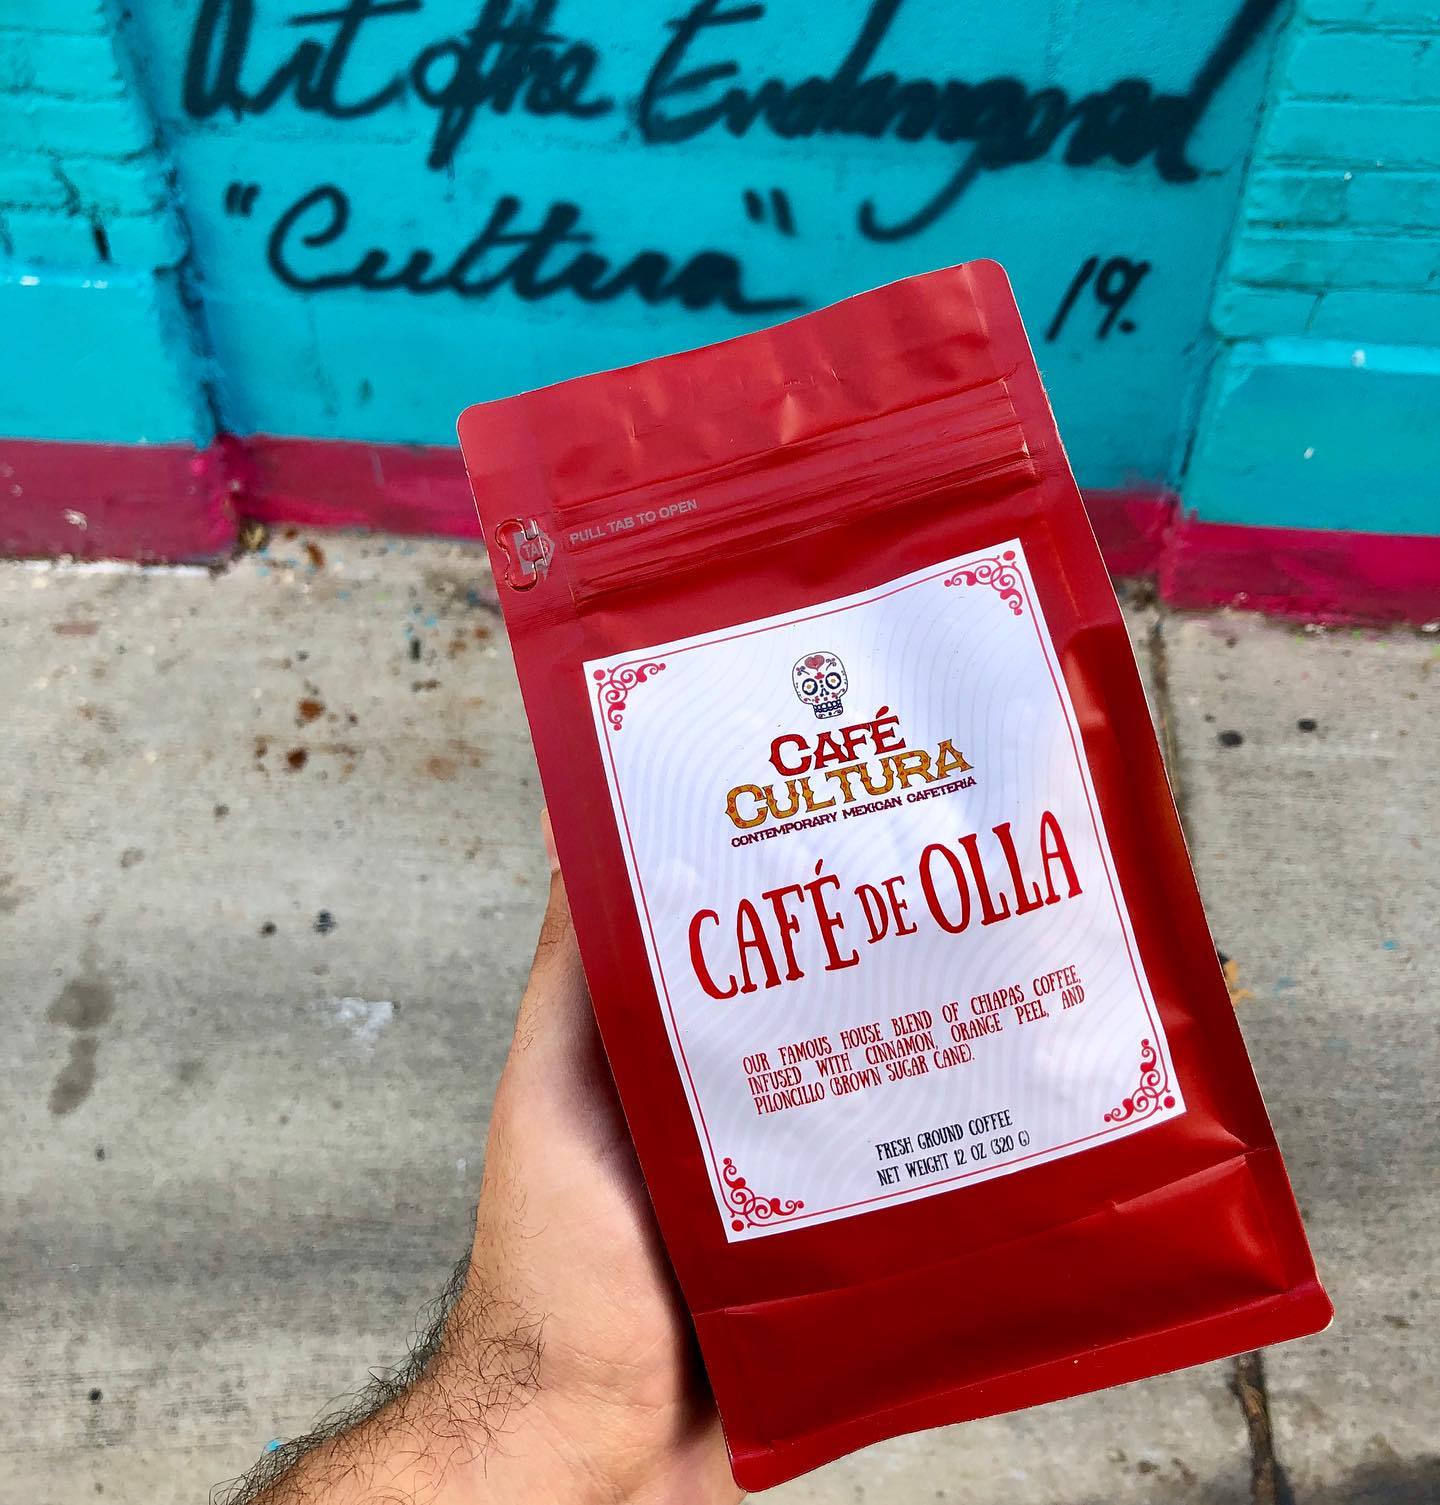 Art of the Endangered
"Cultura"
19.
PULL TAB TO OPEN
TAB
CAFÉ
CULTURA
CONTEMPORARY MEXICAN CAFETERIA
CAFÉ DE OLLA
OUR FAMOUS HOUSE BLEND OF CHIAPAS COFFEE,
INFUSED WITH CINNAMON, ORANGE PEEL, AND
PILONCILLO (BROWN SUGAR CANE).
FRESH GROUND COFFEE
NET WEIGHT 12 OZ (320 G)